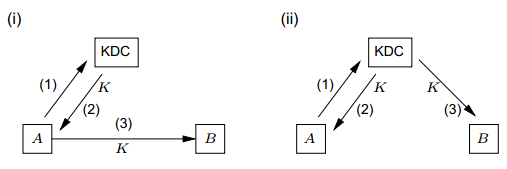 (i)
KDC
(1)
K
(2)
(3)
A
B
K
(ii)
KDC
(1)
K
K
(2)
(3)
A
B